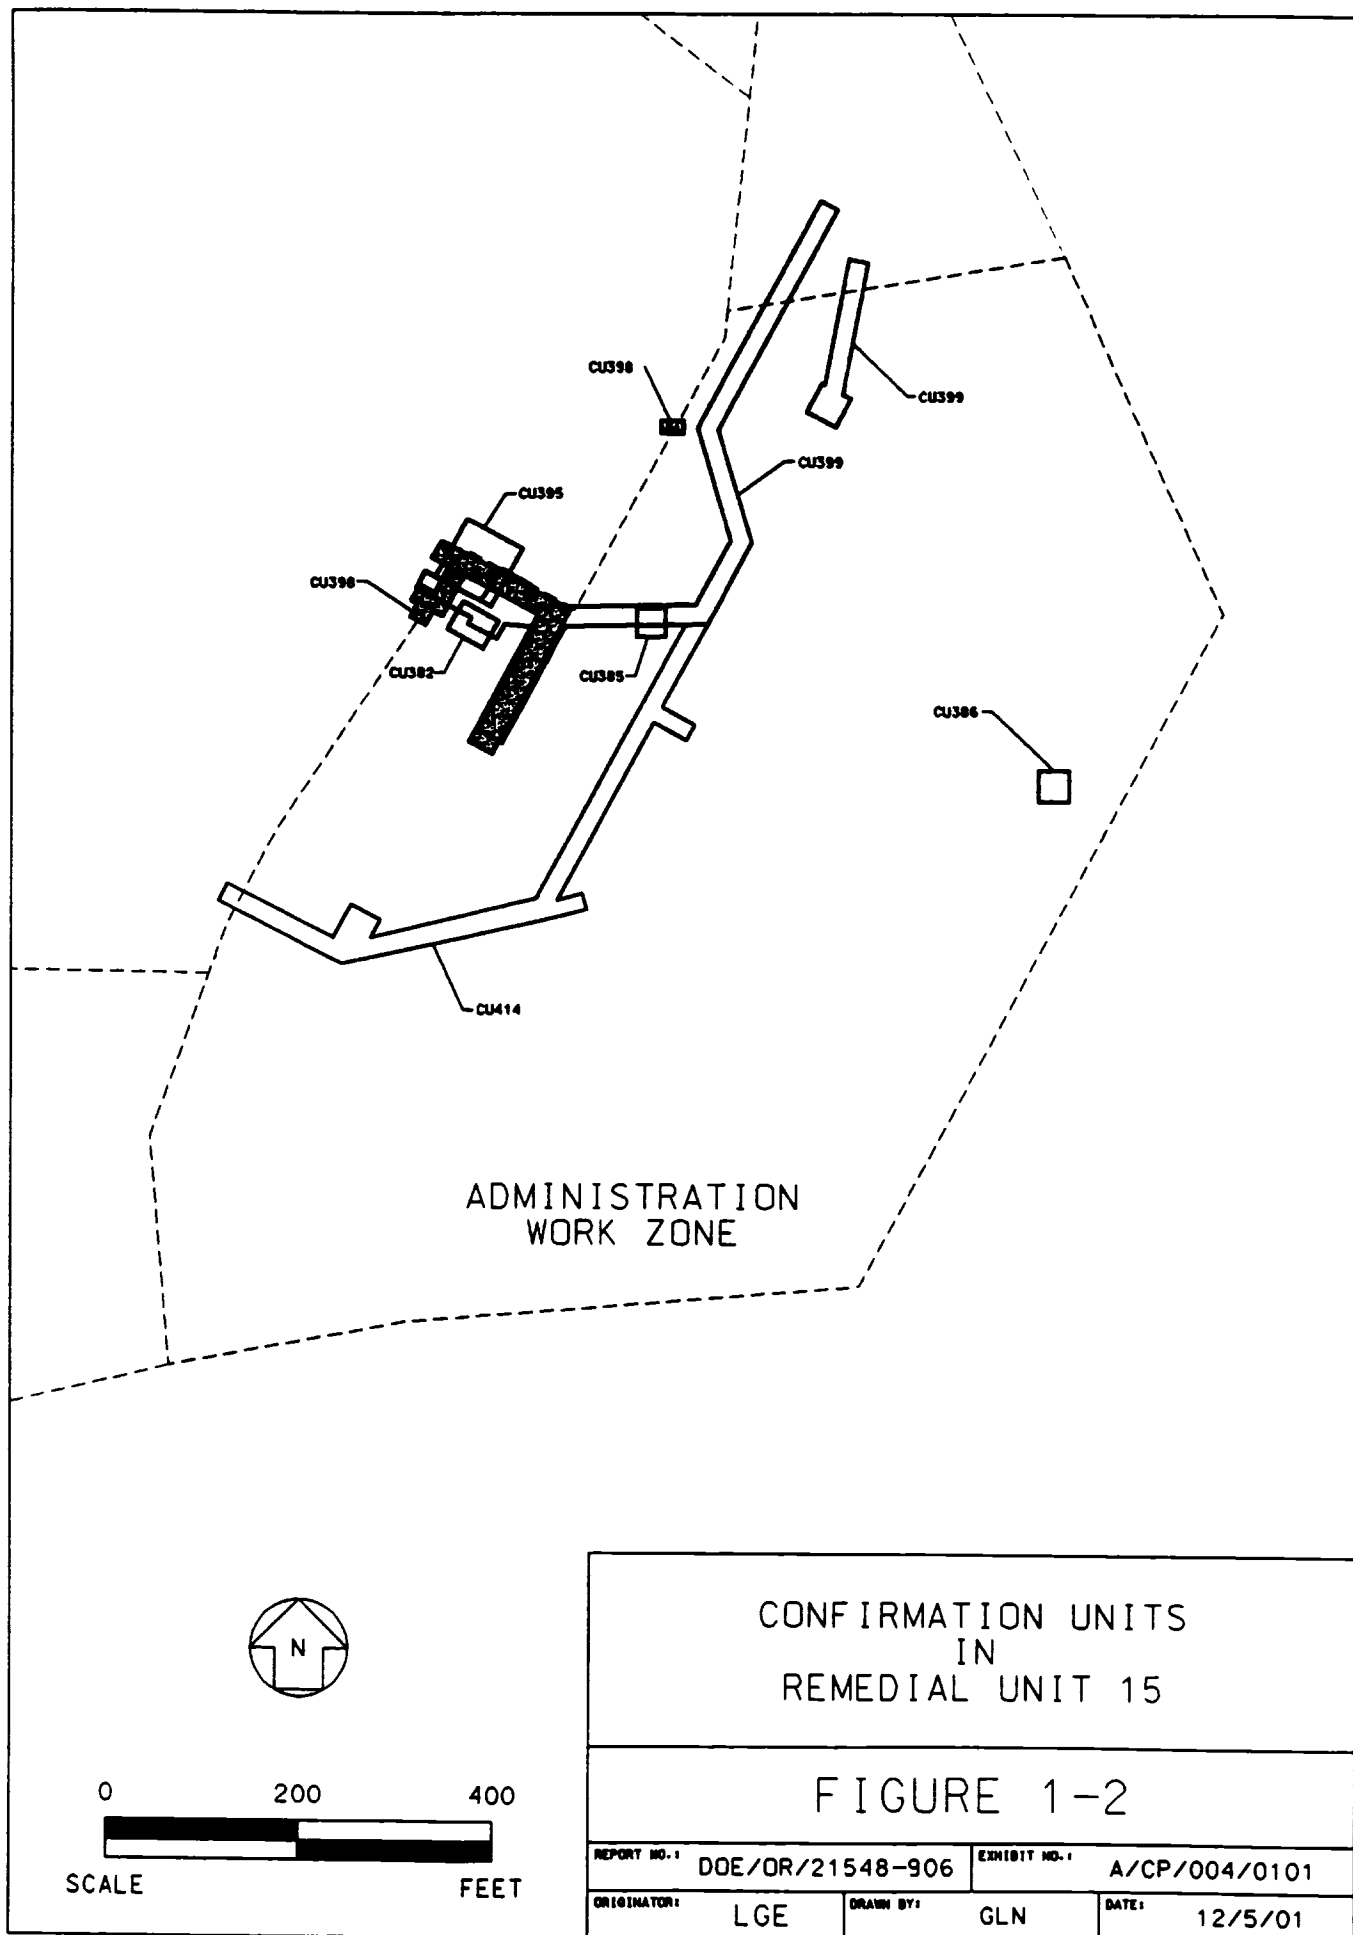 CU398
CU399
CU399
CU395
CU398
CU382
CU385
CU386
CU414
ADMINISTRATION
WORK ZONE
N
0 200 400
SCALE FEET
CONFIRMATION UNITS
IN
REMEDIAL UNIT 15
FIGURE 1-2
REPORT NO.: DOE/OR/21548-906 EXHIBIT NO.: A/CP/004/0101
ORIGINATOR: LGE DRAWN BY: GLN DATE: 12/5/01